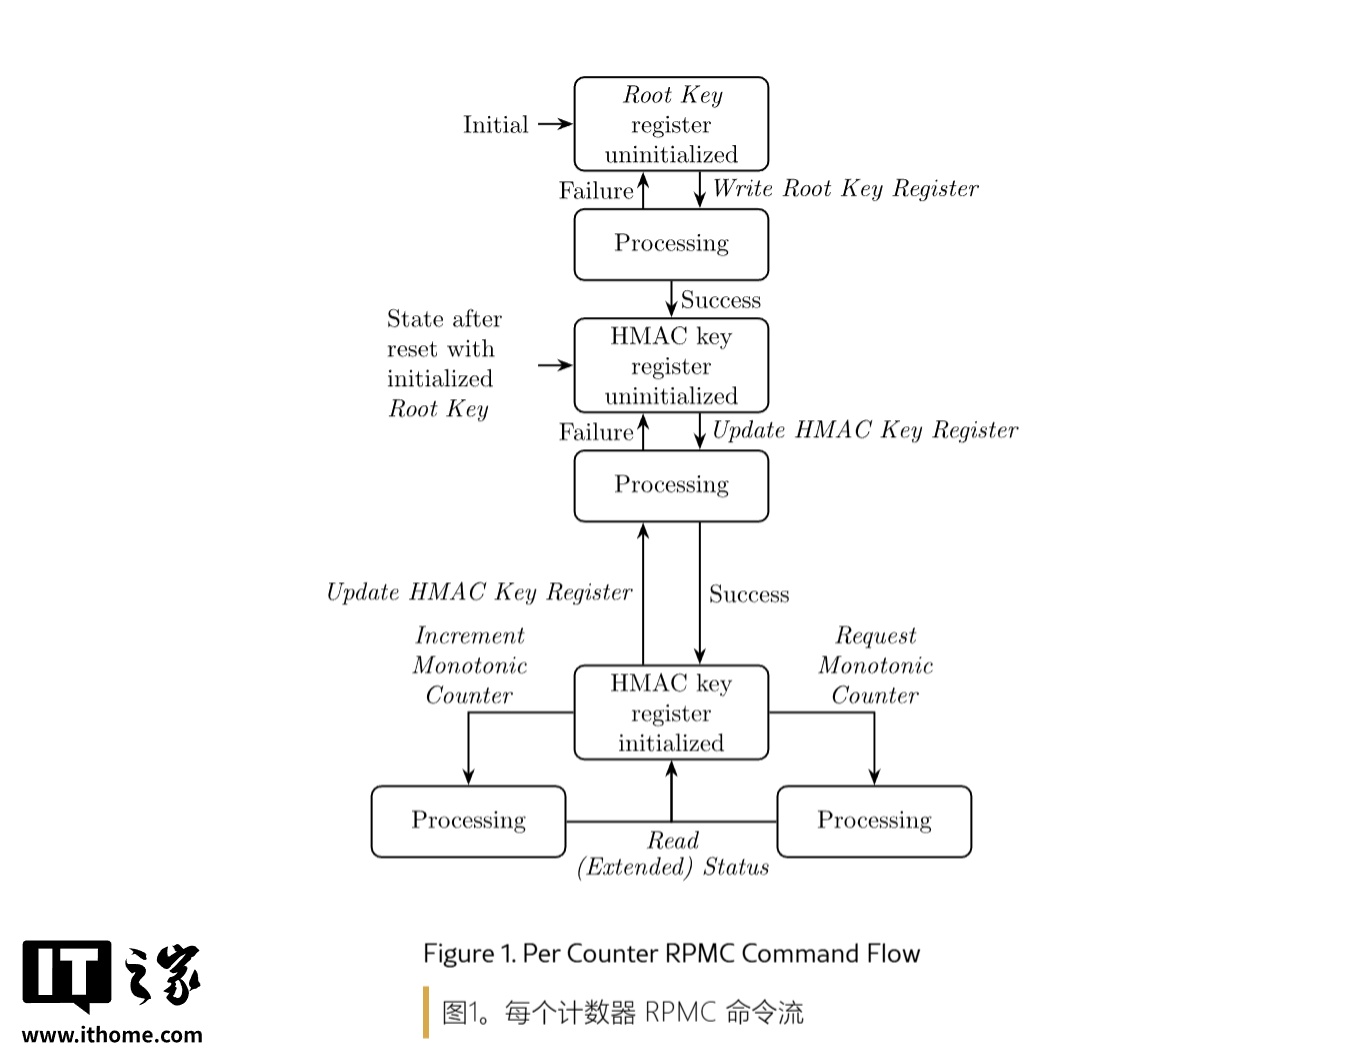 Root Key
register
uninitialized
Initial
Failure
Write Root Key Register
Processing
Success
State after
reset with
initialized
Root Key
HMAC key
register
uninitialized
Failure
Update HMAC Key Register
Processing
Update HMAC Key Register
Success
Increment
Monotonic
Counter
Request
Monotonic
Counter
HMAC key
register
initialized
Processing
Processing
Read
(Extended) Status
Figure 1. Per Counter RPMC Command Flow
图1。每个计数器 RPMC 命令流
IT之家
www.ithome.com